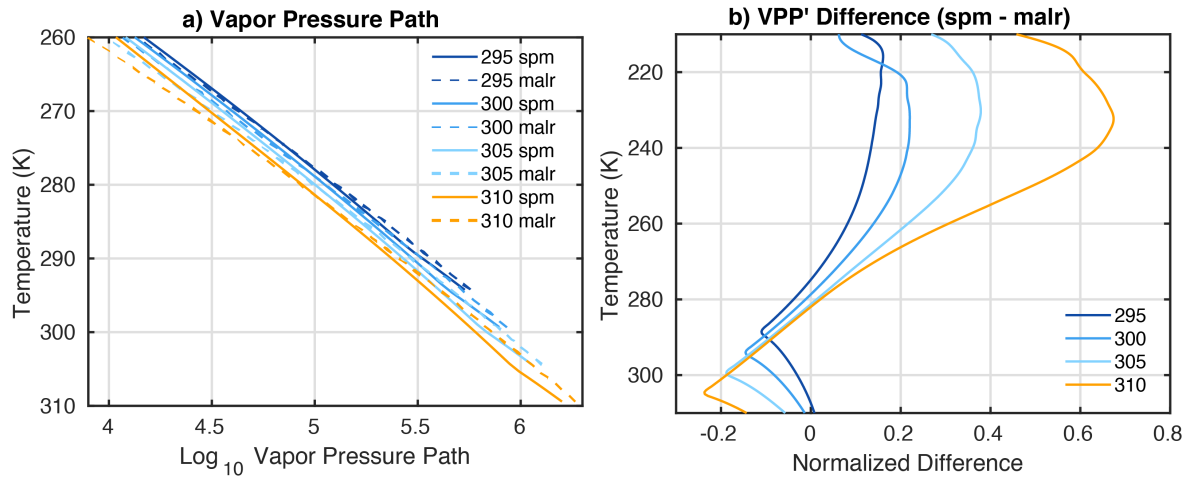 a) Vapor Pressure Path
260
270
280
290
300
310
Temperature (K)
4
4.5
5
5.5
6
Log 10 Vapor Pressure Path
295 spm
295 malr
300 spm
300 malr
305 spm
305 malr
310 spm
310 malr
b) VPP' Difference (spm - malr)
220
240
260
280
300
Temperature (K)
-0.2
0
0.2
0.4
0.6
0.8
Normalized Difference
295
300
305
310